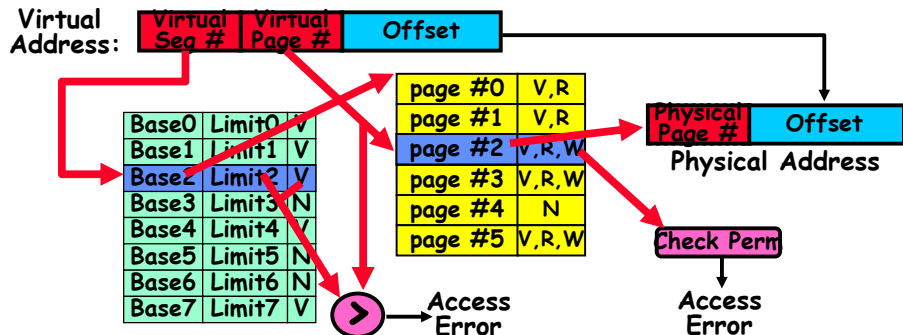 Virtual Address:
Virtual Seg #
Virtual Page #
Offset
page #0 V,R
page #1 V,R
page #2 V,R,W
page #3 V,R,W
page #4 N
page #5 V,R,W
Physical Page #
Offset
Physical Address
Base0 Limit0 V
Base1 Limit1 V
Base2 Limit2 V
Base3 Limit3 N
Base4 Limit4 V
Base5 Limit5 N
Base6 Limit6 N
Base7 Limit7 V
>
Access Error
Check Perm
Access Error